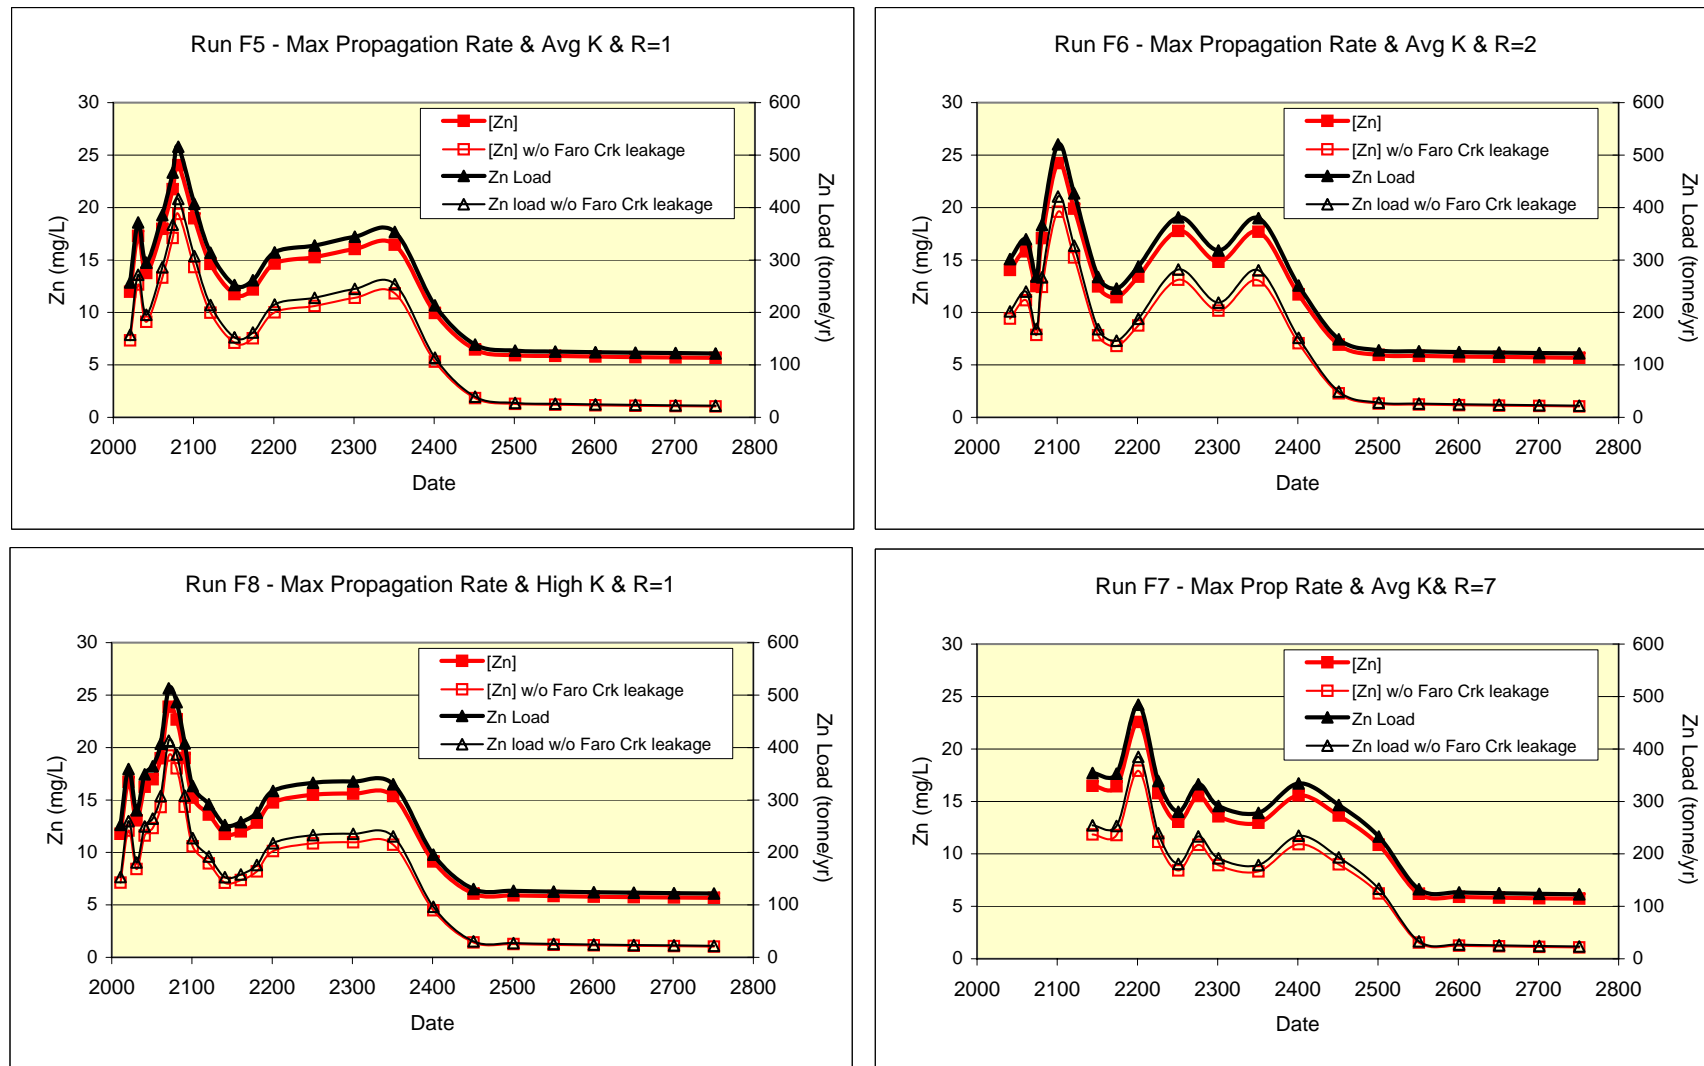 Run F5 - Max Propagation Rate & Avg K & R=1
30
25
20
15
10
5
0
600
500
400
300
200
100
0
[Zn]
[Zn] w/o Faro Crk leakage
Zn Load
Zn load w/o Faro Crk leakage
Zn (mg/L)
Zn Load (tonne/yr)
2000 2100 2200 2300 2400 2500 2600 2700 2800
Date
Run F6 - Max Propagation Rate & Avg K & R=2
30
25
20
15
10
5
0
600
500
400
300
200
100
0
[Zn]
[Zn] w/o Faro Crk leakage
Zn Load
Zn load w/o Faro Crk leakage
Zn (mg/L)
Zn Load (tonne/yr)
2000 2100 2200 2300 2400 2500 2600 2700 2800
Date
Run F8 - Max Propagation Rate & High K & R=1
30
25
20
15
10
5
0
600
500
400
300
200
100
0
[Zn]
[Zn] w/o Faro Crk leakage
Zn Load
Zn load w/o Faro Crk leakage
Zn (mg/L)
Zn Load (tonne/yr)
2000 2100 2200 2300 2400 2500 2600 2700 2800
Date
Run F7 - Max Prop Rate & Avg K& R=7
30
25
20
15
10
5
0
600
500
400
300
200
100
0
[Zn]
[Zn] w/o Faro Crk leakage
Zn Load
Zn load w/o Faro Crk leakage
Zn (mg/L)
Zn Load (tonne/yr)
2000 2100 2200 2300 2400 2500 2600 2700 2800
Date